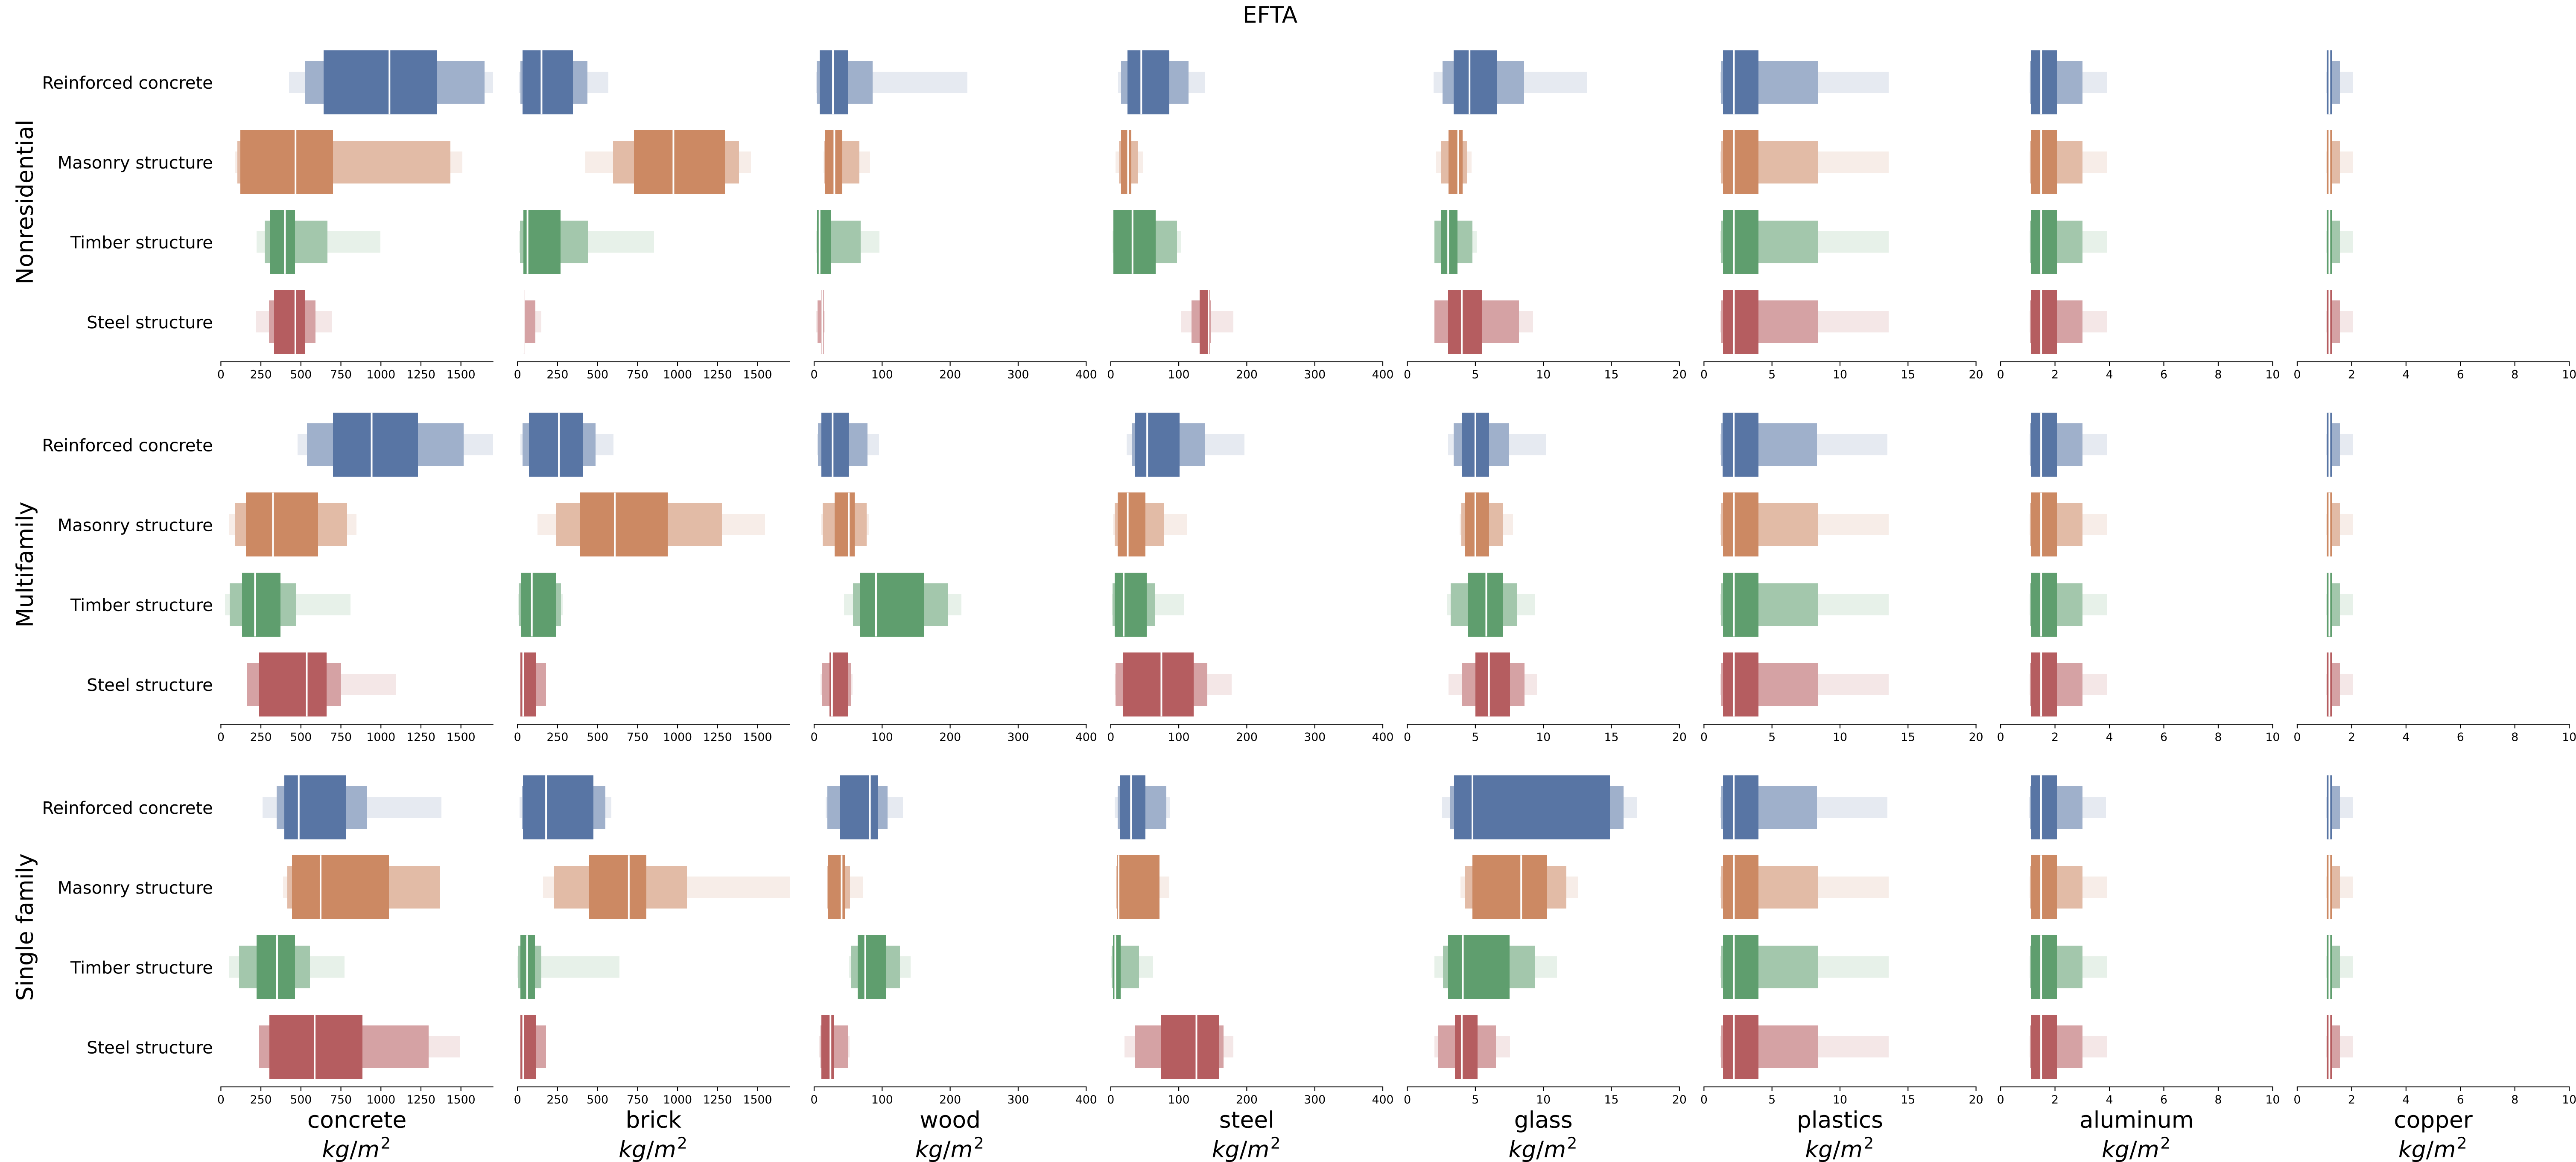 EFTA
Nonresidential
Reinforced concrete
Masonry structure
Timber structure
Steel structure
0 250 500 750 1000 1250 1500
0 250 500 750 1000 1250 1500
0 100 200 300 400
0 100 200 300 400
0 5 10 15 20
0 5 10 15 20
0 2 4 6 8 10
0 2 4 6 8 10
Multifamily
Reinforced concrete
Masonry structure
Timber structure
Steel structure
0 250 500 750 1000 1250 1500
0 250 500 750 1000 1250 1500
0 100 200 300 400
0 100 200 300 400
0 5 10 15 20
0 5 10 15 20
0 2 4 6 8 10
0 2 4 6 8 10
Single family
Reinforced concrete
Masonry structure
Timber structure
Steel structure
0 250 500 750 1000 1250 1500
0 250 500 750 1000 1250 1500
0 100 200 300 400
0 100 200 300 400
0 5 10 15 20
0 5 10 15 20
0 2 4 6 8 10
0 2 4 6 8 10
concrete
kg/m²
brick
kg/m²
wood
kg/m²
steel
kg/m²
glass
kg/m²
plastics
kg/m²
aluminum
kg/m²
copper
kg/m²